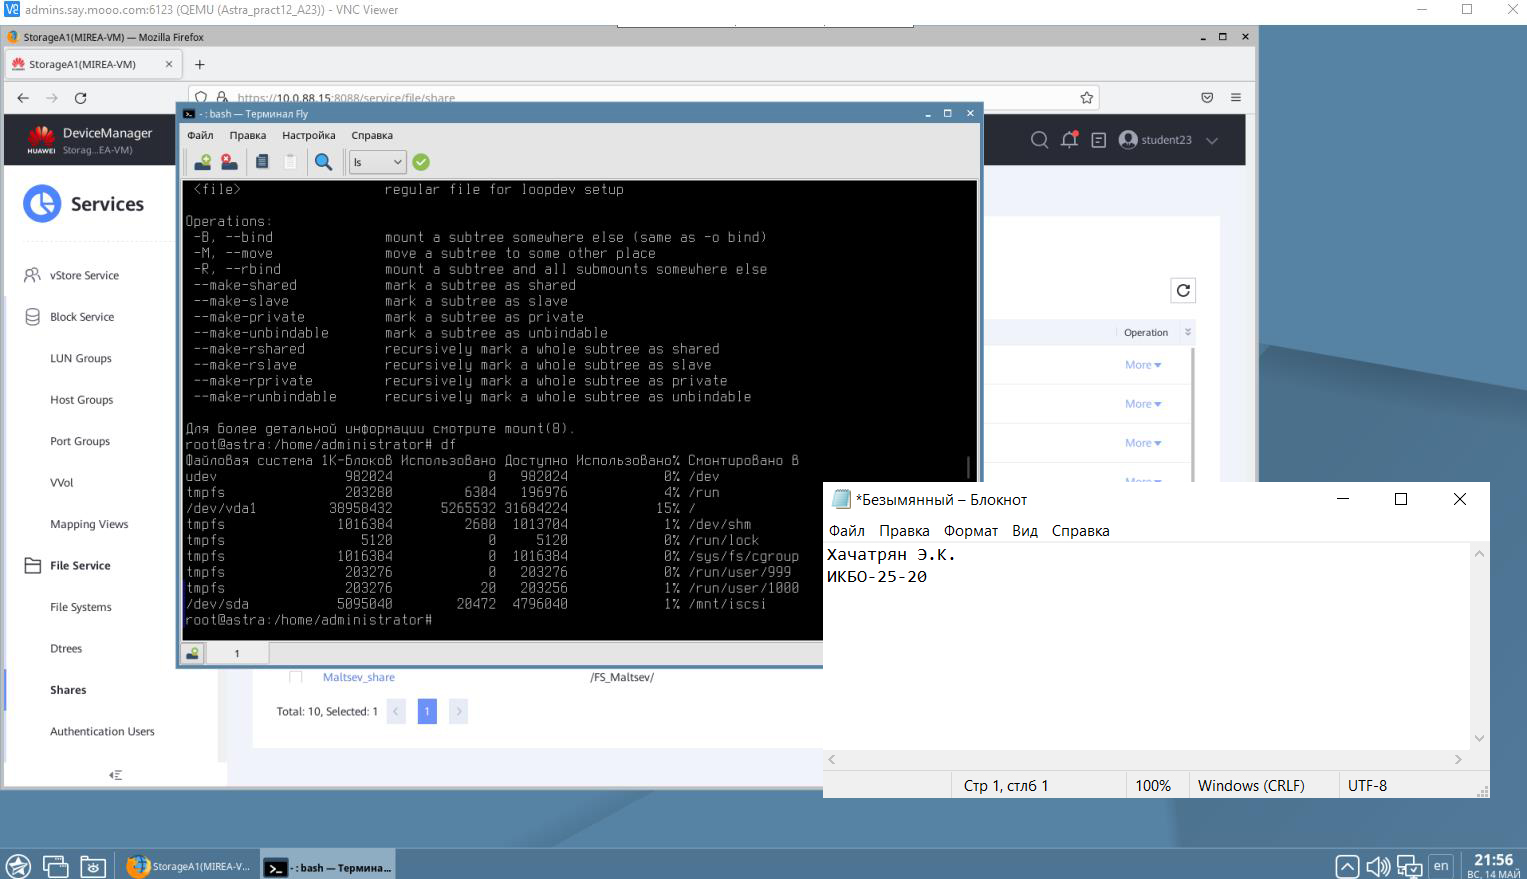 admins.say.mooo.com:6123 (QEMU (Astra_pract12_A23)) - VNC Viewer
StorageA1(MIREA-VM) — Mozilla Firefox
StorageA1(MIREA-VM)
https://10.0.88.15:8088/service/file/share
- : bash — Терминал Fly
Файл Правка Настройка Справка
ls
HUAWEI
DeviceManager
Storag...EA-VM)
student23
Services
vStore Service
Block Service
LUN Groups
Host Groups
Port Groups
VVol
Mapping Views
File Service
File Systems
Dtrees
Shares
Authentication Users
<file> regular file for loopdev setup
Operations:
-B, --bind mount a subtree somewhere else (same as -o bind)
-M, --move move a subtree to some other place
-R, --rbind mount a subtree and all submounts somewhere else
--make-shared mark a subtree as shared
--make-slave mark a subtree as slave
--make-private mark a subtree as private
--make-unbindable mark a subtree as unbindable
--make-rshared recursively mark a whole subtree as shared
--make-rslave recursively mark a whole subtree as slave
--make-rprivate recursively mark a whole subtree as private
--make-runbindable recursively mark a whole subtree as unbindable
Для более детальной информации смотрите mount(8).
root@astra:/home/administrator# df
Файловая система 1K-блоков Использовано Доступно Использовано% Cмонтировано в
udev 982024 0 982024 0% /dev
tmpfs 203280 6304 196976 4% /run
/dev/vda1 38958432 5265532 31684224 15% /
tmpfs 1016384 2680 1013704 1% /dev/shm
tmpfs 5120 0 5120 0% /run/lock
tmpfs 1016384 0 1016384 0% /sys/fs/cgroup
tmpfs 203276 0 203276 0% /run/user/999
tmpfs 203276 20 203256 1% /run/user/1000
/dev/sda 5095040 20472 4796040 1% /mnt/iscsi
root@astra:/home/administrator#
1
Operation
More
More
More
Maltsev_share /FS_Maltsev/
Total: 10, Selected: 1 1
*Безымянный – Блокнот
Файл Правка Формат Вид Справка
Хачатрян Э.К.
ИКБО-25-20
Стр 1, стлб 1 100% Windows (CRLF) UTF-8
StorageA1(MIREA-V...
- : bash — Термина...
en
21:56
ВС, 14 МАЙ